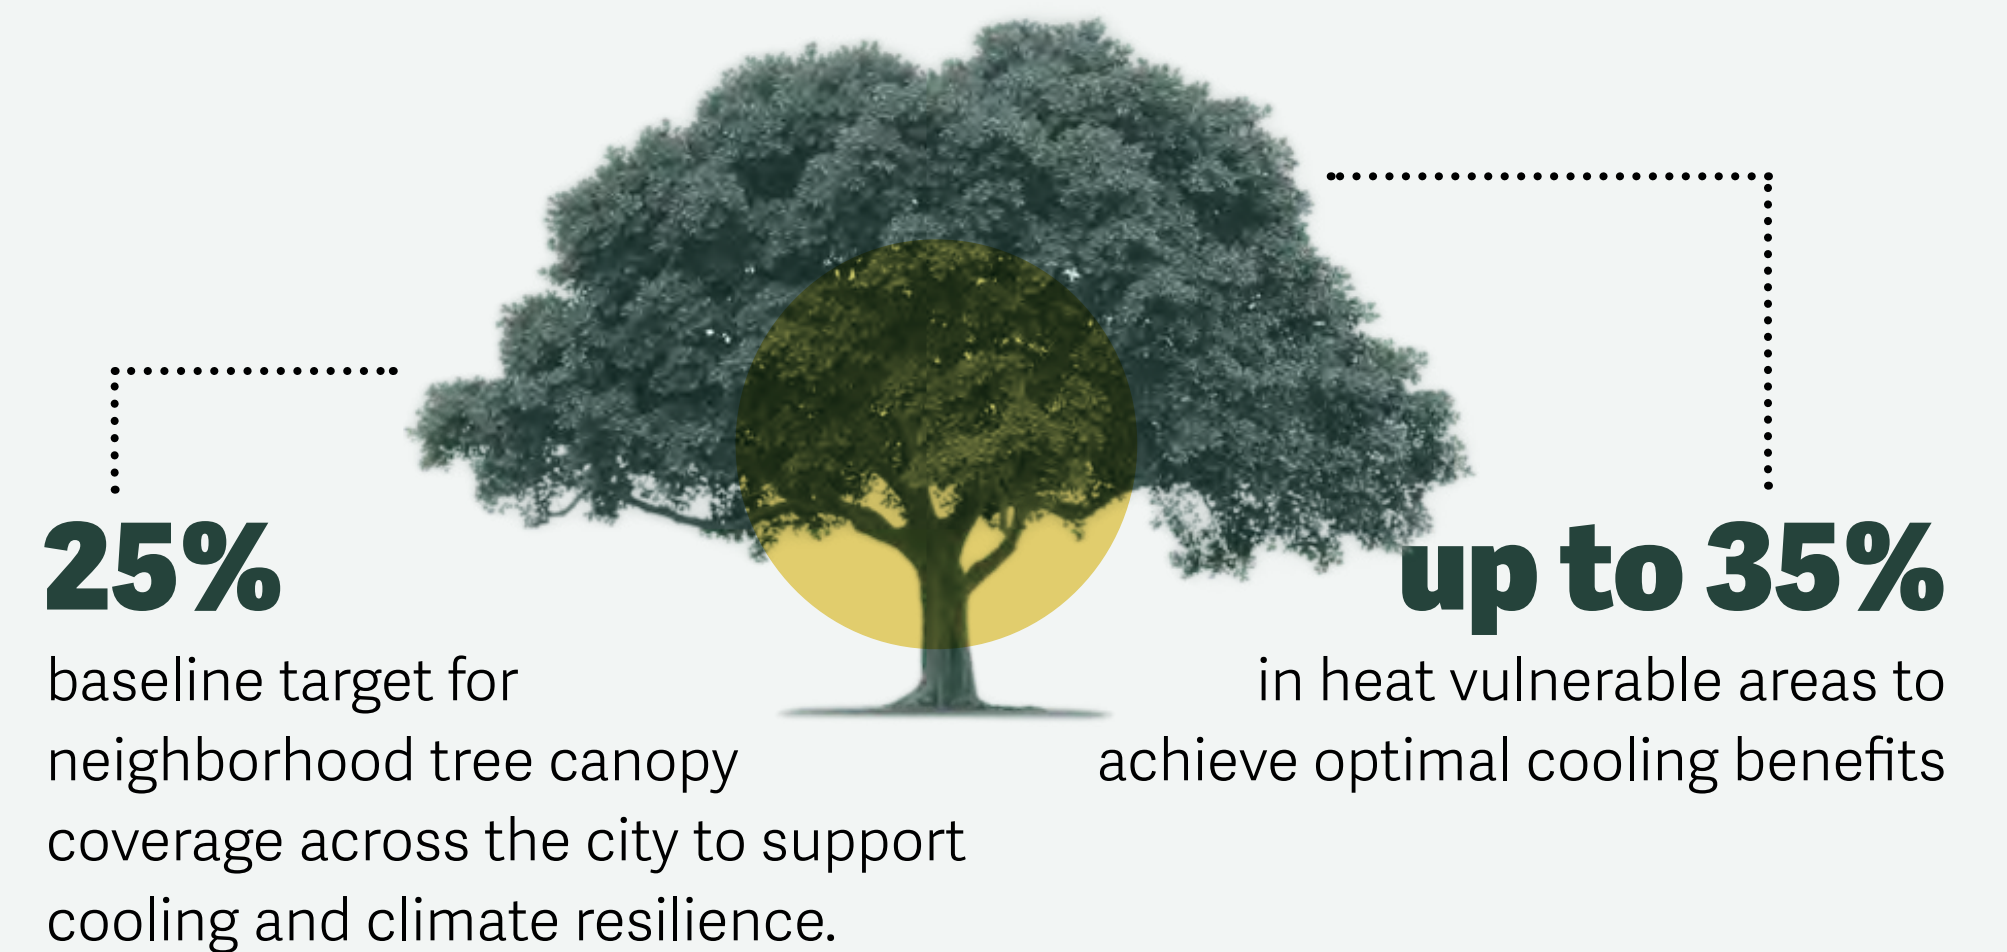 25%
baseline target for
neighborhood tree canopy
coverage across the city to support
cooling and climate resilience.
up to 35%
in heat vulnerable areas to
achieve optimal cooling benefits